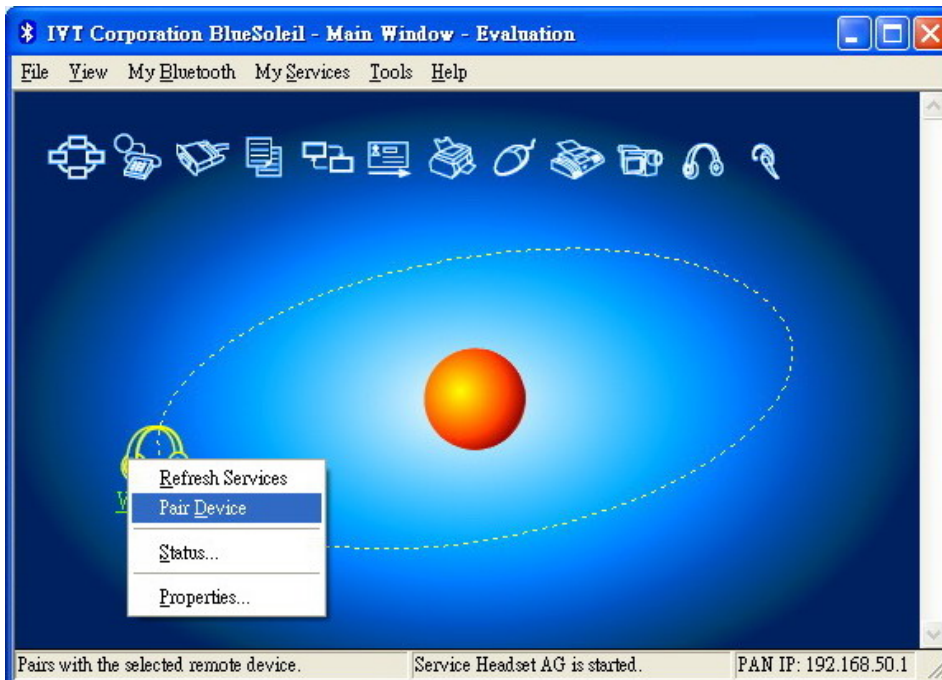 IVT Corporation BlueSoleil - Main Window - Evaluation
File View My Bluetooth My Services Tools Help
Refresh Services
Pair Device
Status...
Properties...
Pairs with the selected remote device. Service Headset AG is started. PAN IP: 192.168.50.1